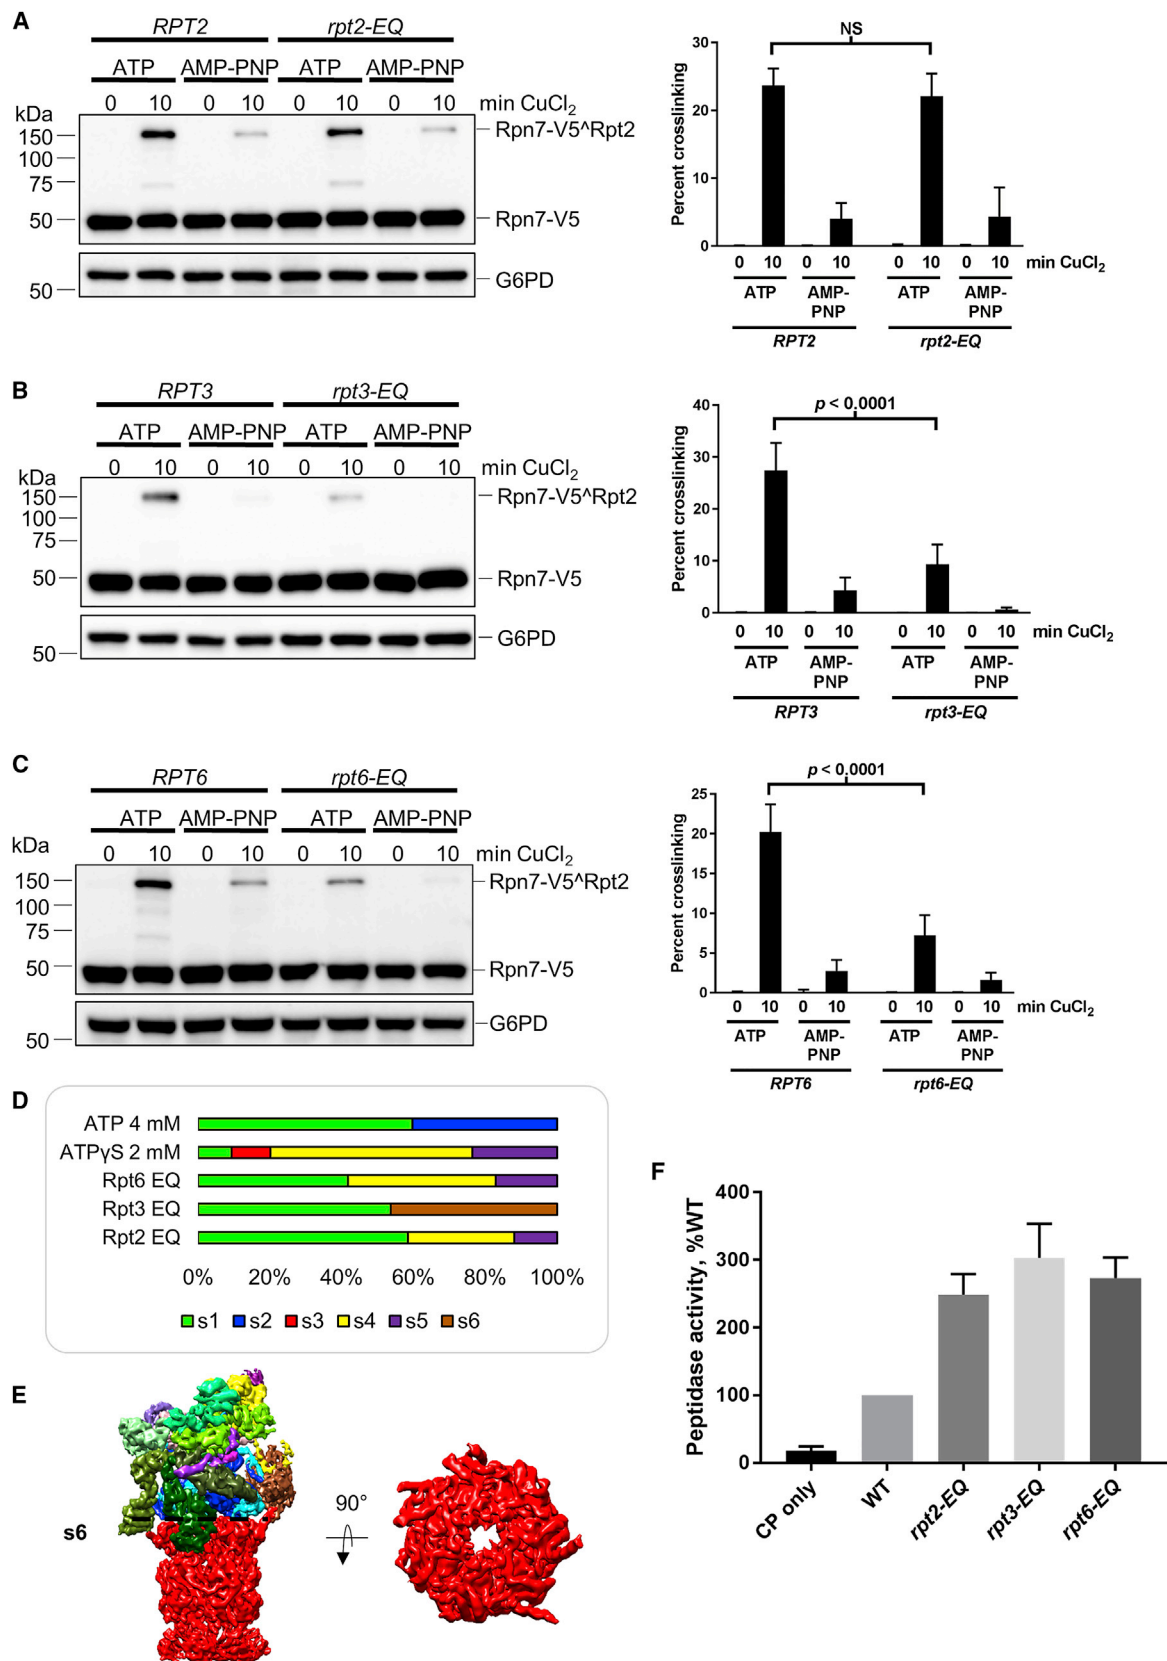 A
RPT2 rpt2-EQ
ATP AMP-PNP ATP AMP-PNP
0 10 0 10 0 10 0 10 min CuCl2
kDa
150
100
75
50
50
Rpn7-V5^Rpt2
Rpn7-V5
G6PD
NS
Percent crosslinking
30
20
10
0
0 10 0 10 0 10 0 10 min CuCl2
ATP AMP-PNP ATP AMP-PNP
RPT2 rpt2-EQ
B
RPT3 rpt3-EQ
ATP AMP-PNP ATP AMP-PNP
0 10 0 10 0 10 0 10 min CuCl2
kDa
150
100
75
50
50
Rpn7-V5^Rpt2
Rpn7-V5
G6PD
p < 0.0001
Percent crosslinking
40
30
20
10
0
0 10 0 10 0 10 0 10 min CuCl2
ATP AMP-PNP ATP AMP-PNP
RPT3 rpt3-EQ
C
RPT6 rpt6-EQ
ATP AMP-PNP ATP AMP-PNP
0 10 0 10 0 10 0 10 min CuCl2
kDa
150
100
75
50
50
Rpn7-V5^Rpt2
Rpn7-V5
G6PD
p < 0.0001
Percent crosslinking
25
20
15
10
5
0
0 10 0 10 0 10 0 10 min CuCl2
ATP AMP-PNP ATP AMP-PNP
RPT6 rpt6-EQ
D
ATP 4 mM
ATPγS 2 mM
Rpt6 EQ
Rpt3 EQ
Rpt2 EQ
0% 20% 40% 60% 80% 100%
s1 s2 s3 s4 s5 s6
E
s6
90°
F
Peptidase activity, %WT
400
300
200
100
0
CP only
WT
rpt2-EQ
rpt3-EQ
rpt6-EQ